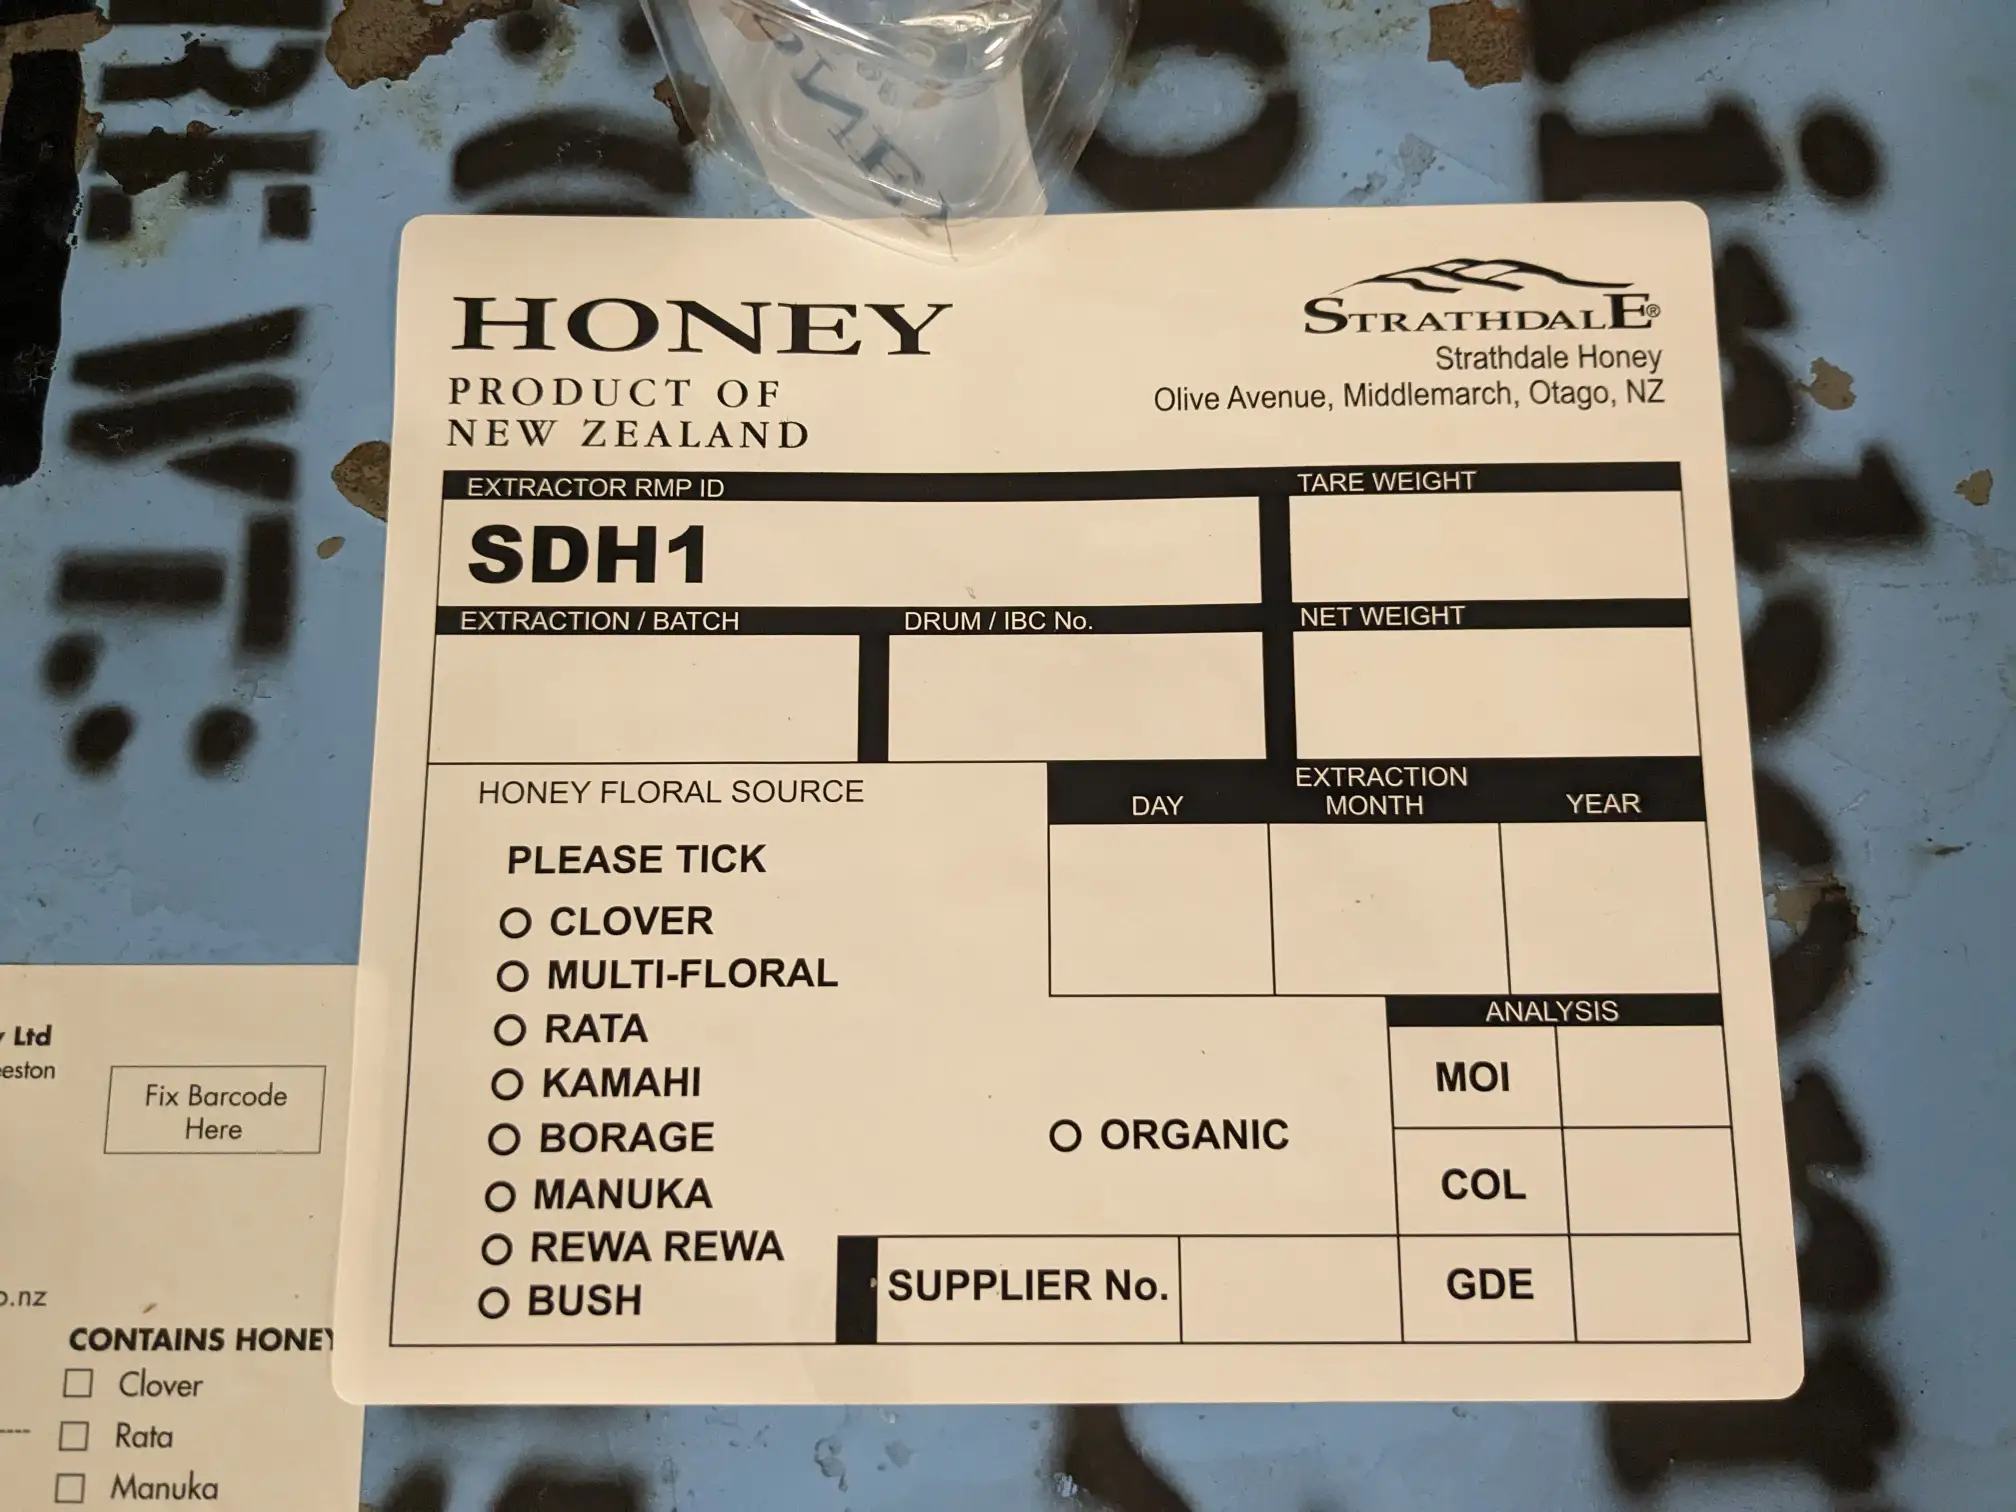 HONEY
PRODUCT OF
NEW ZEALAND
STRATHDALE®
Strathdale Honey
Olive Avenue, Middlemarch, Otago, NZ
EXTRACTOR RMP ID
TARE WEIGHT
SDH1
EXTRACTION / BATCH
DRUM / IBC No.
NET WEIGHT
HONEY FLORAL SOURCE
EXTRACTION
DAY
MONTH
YEAR
PLEASE TICK
CLOVER
MULTI-FLORAL
RATA
KAMAHI
BORAGE
MANUKA
REWA REWA
BUSH
ORGANIC
ANALYSIS
MOI
COL
GDE
SUPPLIER No.
Ltd
Fix Barcode
Here
.nz
CONTAINS HONEY
Clover
Rata
Manuka